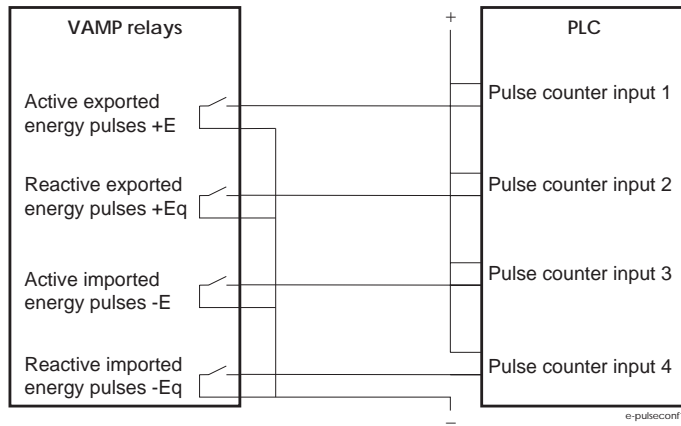 VAMP relays
Active exported
energy pulses +E
Reactive exported
energy pulses +Eq
Active imported
energy pulses -E
Reactive imported
energy pulses -Eq
+
-
PLC
Pulse counter input 1
Pulse counter input 2
Pulse counter input 3
Pulse counter input 4